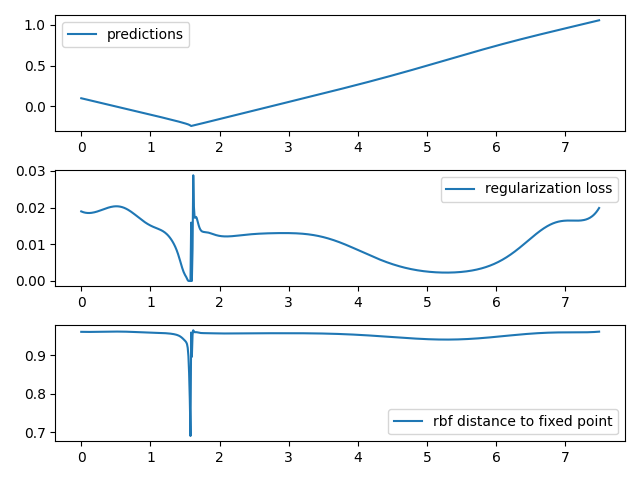 1.0
0.5
0.0
predictions
0 1 2 3 4 5 6 7
0.03
0.02
0.01
0.00
regularization loss
0 1 2 3 4 5 6 7
0.9
0.8
0.7
rbf distance to fixed point
0 1 2 3 4 5 6 7